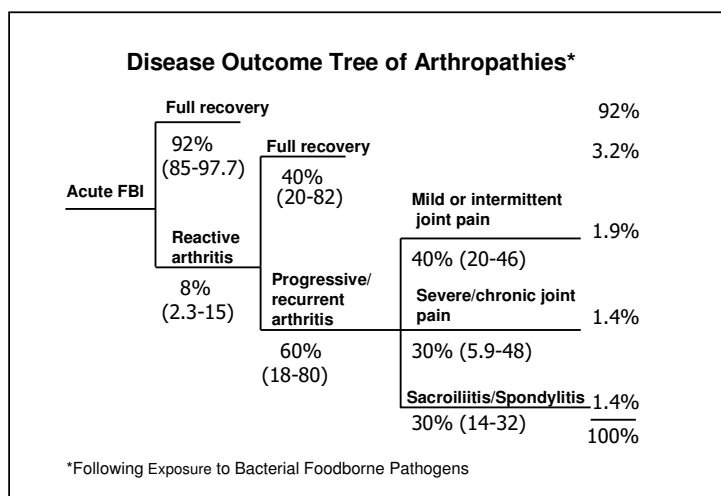 Disease Outcome Tree of Arthropathies*
Full recovery
92%
92%
(85-97.7)
Full recovery
3.2%
40%
(20-82)
Acute FBI
Mild or intermittent
joint pain
1.9%
40% (20-46)
Reactive
arthritis
8%
(2.3-15)
Progressive/
recurrent
arthritis
60%
(18-80)
Severe/chronic joint
pain
1.4%
30% (5.9-48)
Sacroiliitis/Spondylitis
1.4%
30% (14-32)
100%
*Following Exposure to Bacterial Foodborne Pathogens